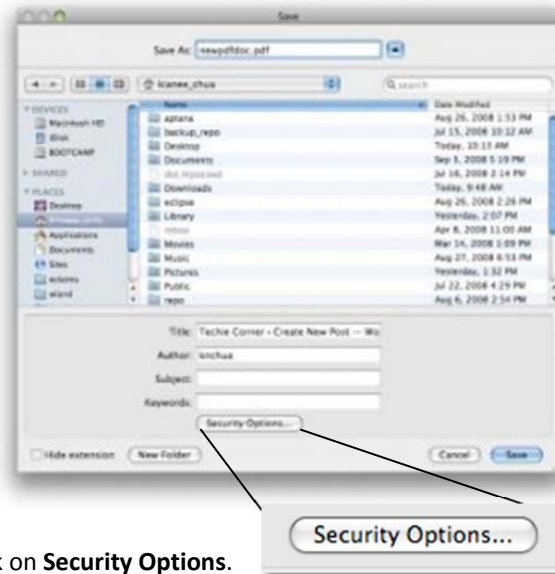 Save
Save As: newpdfdoc.pdf
kianee_chua
search
DEVICES
Macintosh HD
iDisk
BOOTCAMP
SHARED
PLACES
Desktop
Applications
Documents
Sites
wiard
Name Date Modified
aptana Aug 26, 2008 1:53 PM
backup_repo Jul 15, 2008 10:12 AM
Desktop Today, 10:13 AM
Documents Sep 3, 2008 5:10 PM
Jul 16, 2008 2:14 PM
Downloads Today, 9:48 AM
eclipse Aug 26, 2008 2:26 PM
Library Yesterday, 2:07 PM
mbox Apr 8, 2008 11:00 AM
Movies Mar 14, 2008 1:09 PM
Music Aug 27, 2008 6:53 PM
Pictures Yesterday, 1:32 PM
Public Jul 22, 2008 4:29 PM
repo Aug 6, 2008 2:54 PM
Title: Techie Corner › Create New Post — Wo
Author: knchua
Subject:
Keywords:
Security Options...
Hide extension New Folder Cancel Save
Security Options...
on Security Options.